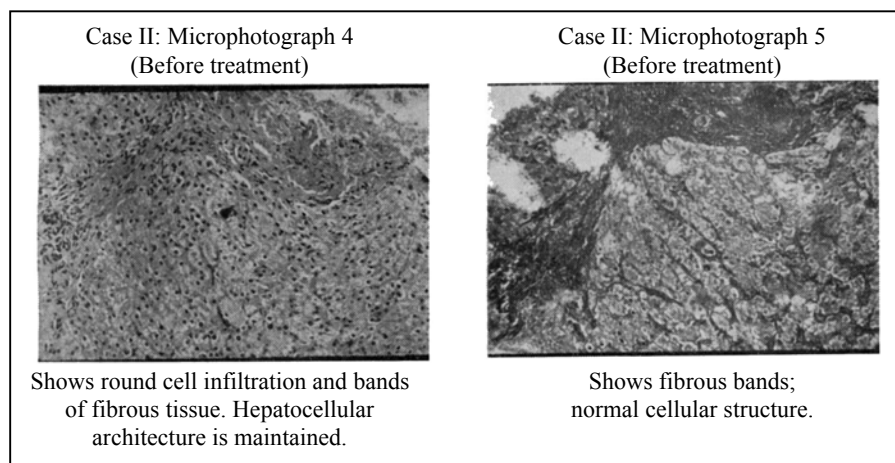 Case II: Microphotograph 4
(Before treatment)
Shows round cell infiltration and bands
of fibrous tissue. Hepatocellular
architecture is maintained.
Case II: Microphotograph 5
(Before treatment)
Shows fibrous bands;
normal cellular structure.